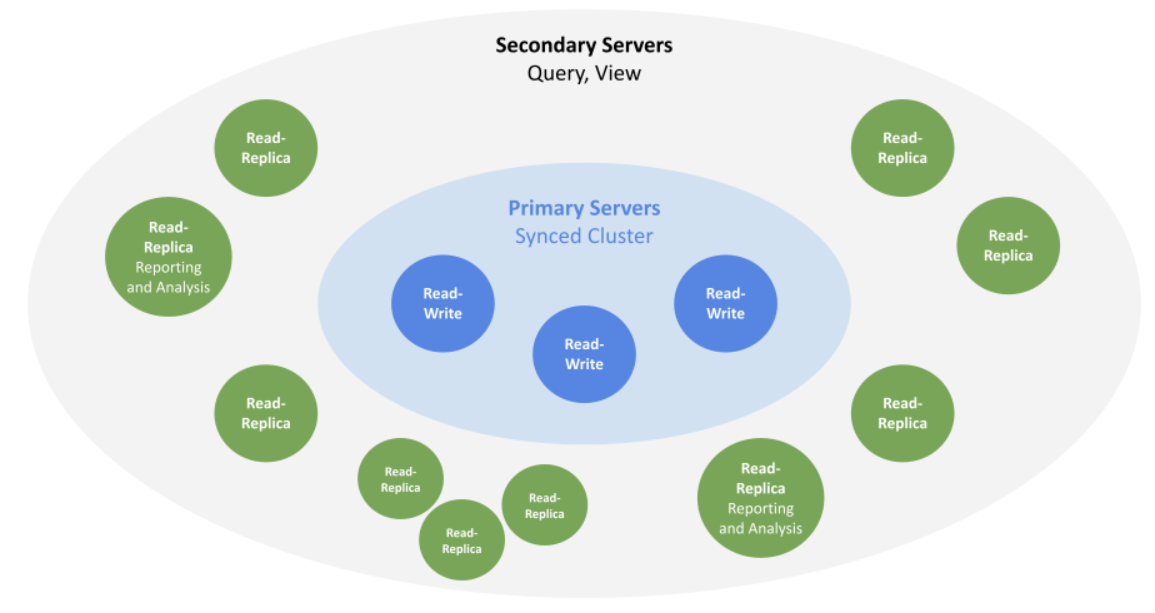 Secondary Servers
Query, View
Read-
Replica
Read-
Replica
Read-
Replica
Reporting
and Analysis
Primary Servers
Synced Cluster
Read-
Replica
Read-
Write
Read-
Write
Read-
Write
Read-
Replica
Read-
Replica
Read-
Replica
Read-
Replica
Read-
Replica
Read-
Replica
Reporting
and Analysis